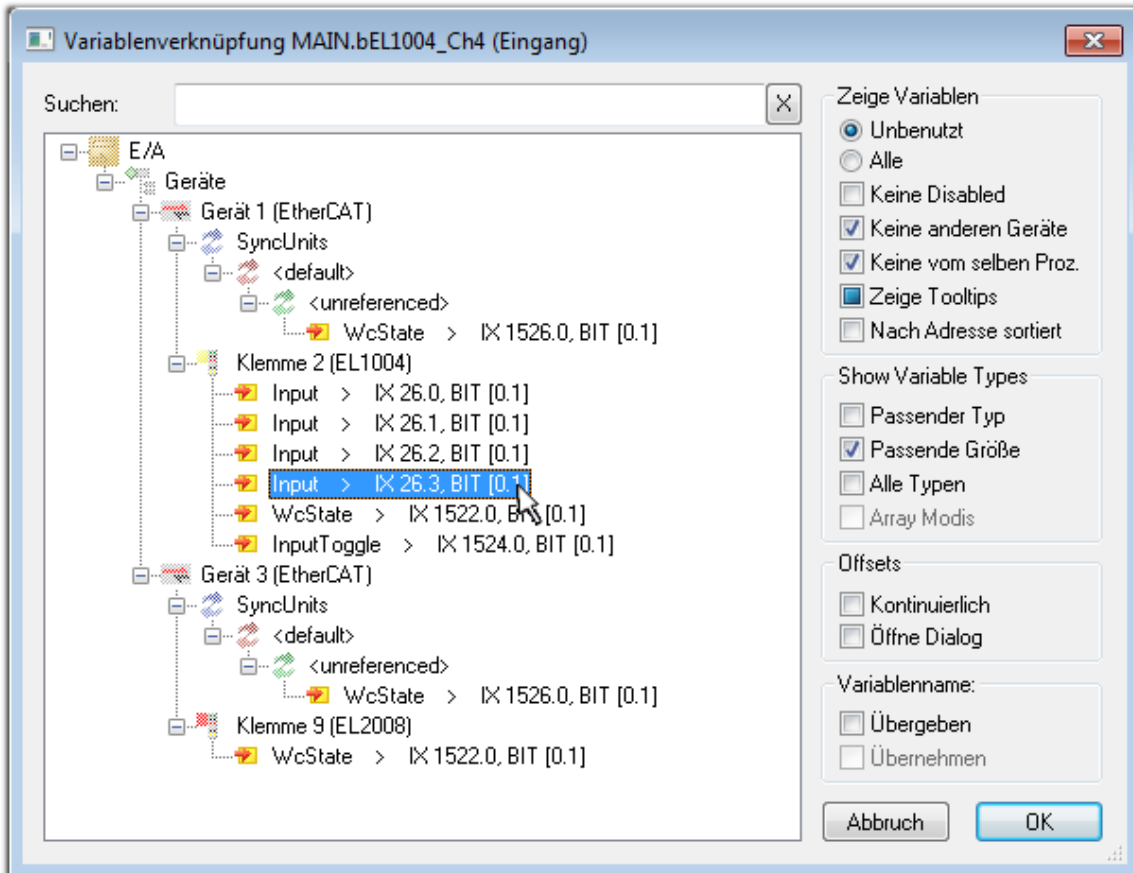 Variablenverknüpfung MAIN.bEL1004_Ch4 (Eingang)
Suchen:
E/A
Geräte
Gerät 1 (EtherCAT)
SyncUnits
<default>
<unreferenced>
WcState > IX 1526.0, BIT [0.1]
Klemme 2 (EL1004)
Input > IX 26.0, BIT [0.1]
Input > IX 26.1, BIT [0.1]
Input > IX 26.2, BIT [0.1]
Input > IX 26.3, BIT [0.1]
WcState > IX 1522.0, BIT [0.1]
InputToggle > IX 1524.0, BIT [0.1]
Gerät 3 (EtherCAT)
SyncUnits
<default>
<unreferenced>
WcState > IX 1526.0, BIT [0.1]
Klemme 9 (EL2008)
WcState > IX 1522.0, BIT [0.1]
Zeige Variablen
Unbenutzt
Alle
Keine Disabled
Keine anderen Geräte
Keine vom selben Proz.
Zeige Tooltips
Nach Adresse sortiert
Show Variable Types
Passender Typ
Passende Größe
Alle Typen
Array Modis
Offsets
Kontinuierlich
Öffne Dialog
Variablenname:
Übergeben
Übernehmen
Abbruch
OK